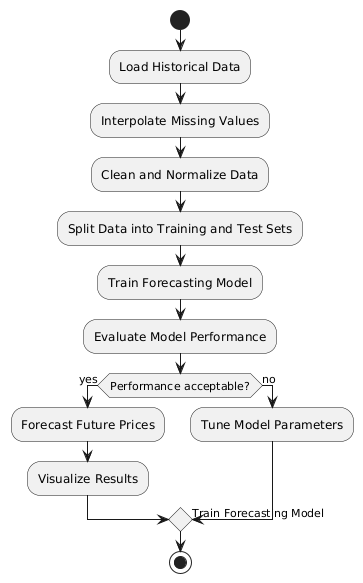 Load Historical Data
Interpolate Missing Values
Clean and Normalize Data
Split Data into Training and Test Sets
Train Forecasting Model
Evaluate Model Performance
yes
Performance acceptable?
no
Forecast Future Prices
Tune Model Parameters
Visualize Results
Train Forecasting Model